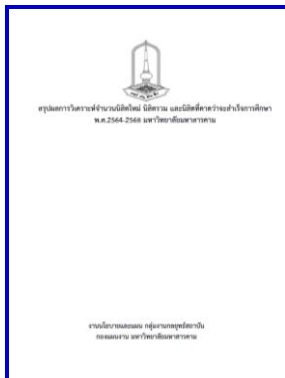 สรุปผลการวิเคราะห์จำนวนนิสิตใหม่ นิสิตรวม และนิสิตที่คาดว่าจะสำเร็จการศึกษา
พ.ศ.2564-2568 มหาวิทยาลัยมหาสารคาม
งานนโยบายและแผน กลุ่มงานกลยุทธ์สถาบัน
กองแผนงาน มหาวิทยาลัยมหาสารคาม